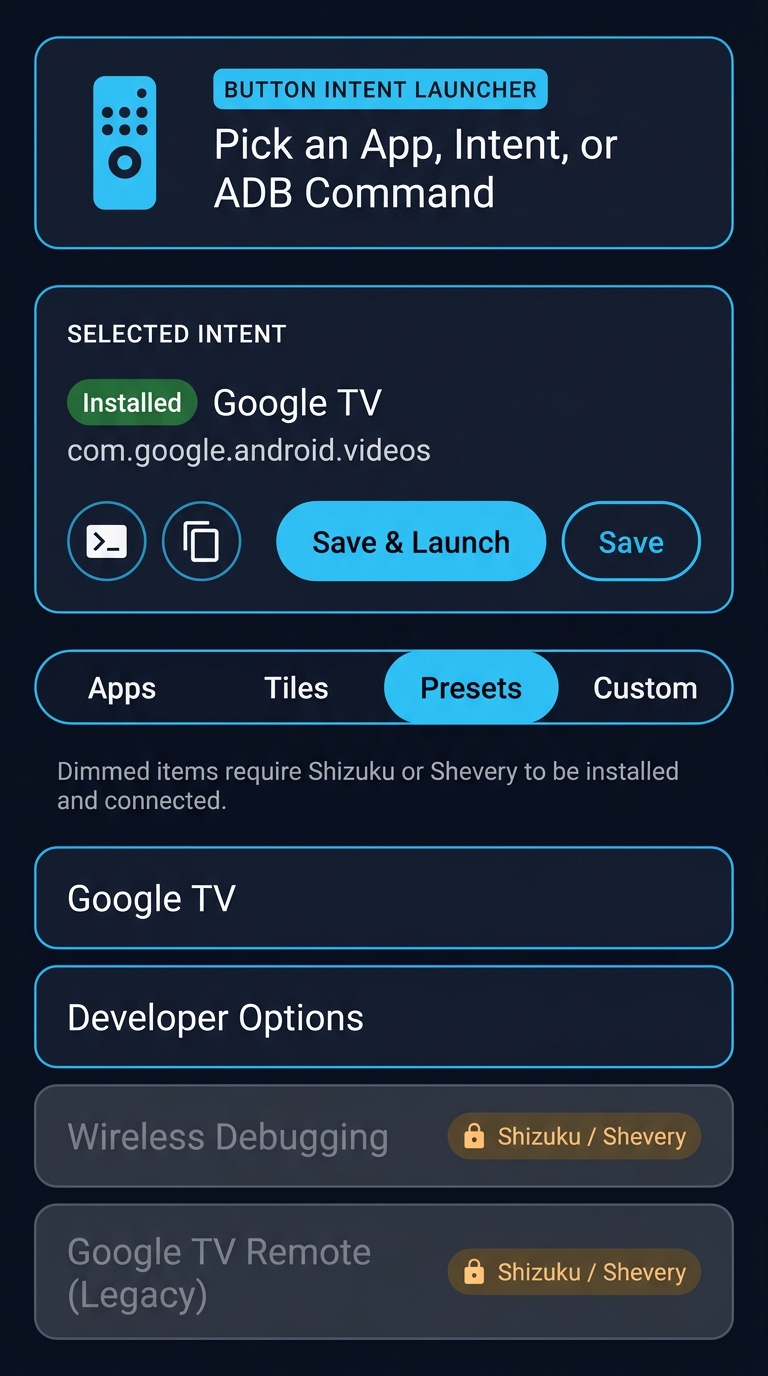 BUTTON INTENT LAUNCHER
Pick an App, Intent, or
ADB Command
SELECTED INTENT
Installed Google TV
com.google.android.videos
Save & Launch Save
Apps Tiles Presets Custom
Dimmed items require Shizuku or Shevery to be installed
and connected.
Google TV
Developer Options
Wireless Debugging Shizuku / Shevery
Google TV Remote
(Legacy)
Shizuku / Shevery